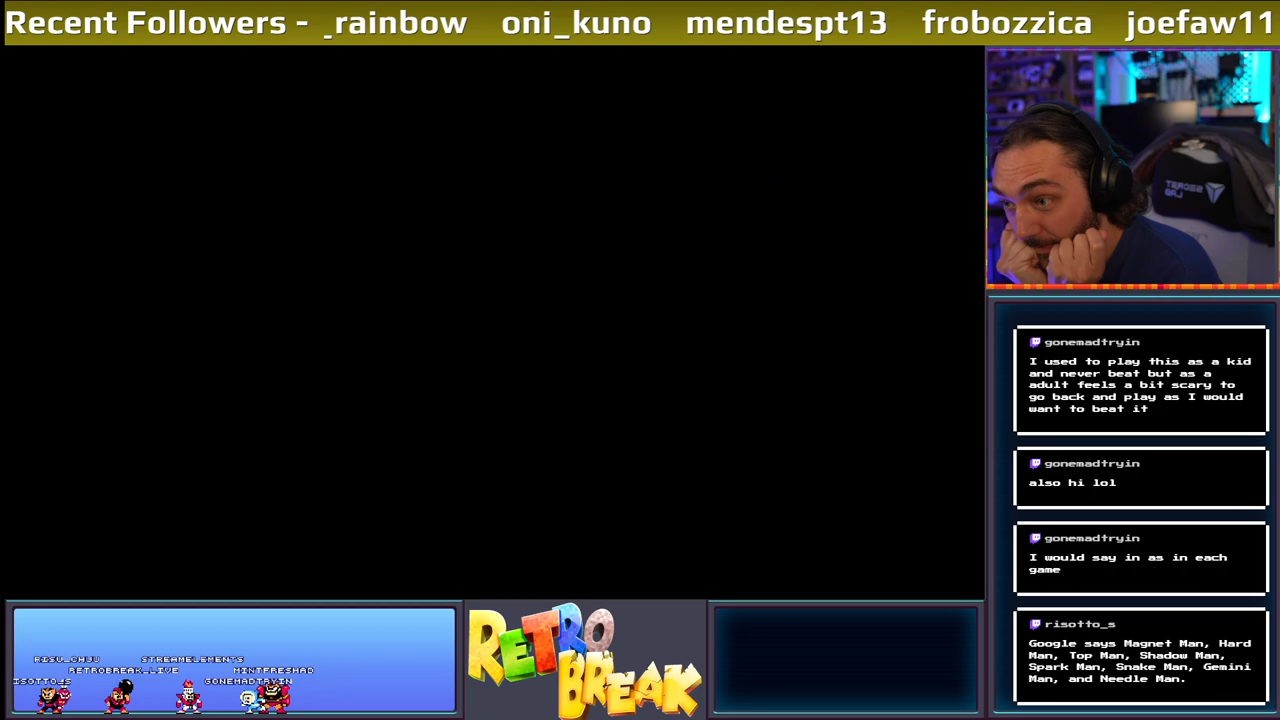 Recent Followers - _rainbow oni_kuno mendespt13 frobozzica joefaw11
gonemadtryin
I used to play this as a kid
and never beat but as a
adult feels a bit scary to
go back and play as I would
want to beat it
gonemadtryin
also hi lol
gonemadtryin
I would say in as in each
game
risotto_s
Google says Magnet Man, Hard
Man, Top Man, Shadow Man,
Spark Man, Snake Man, Gemini
Man, and Needle Man.
STREAMELEMENTS
RETROBREAK_LIVE MINTFRESHAD
ISOTTO_S GONEMADTRYIN
RETRO
BREAK